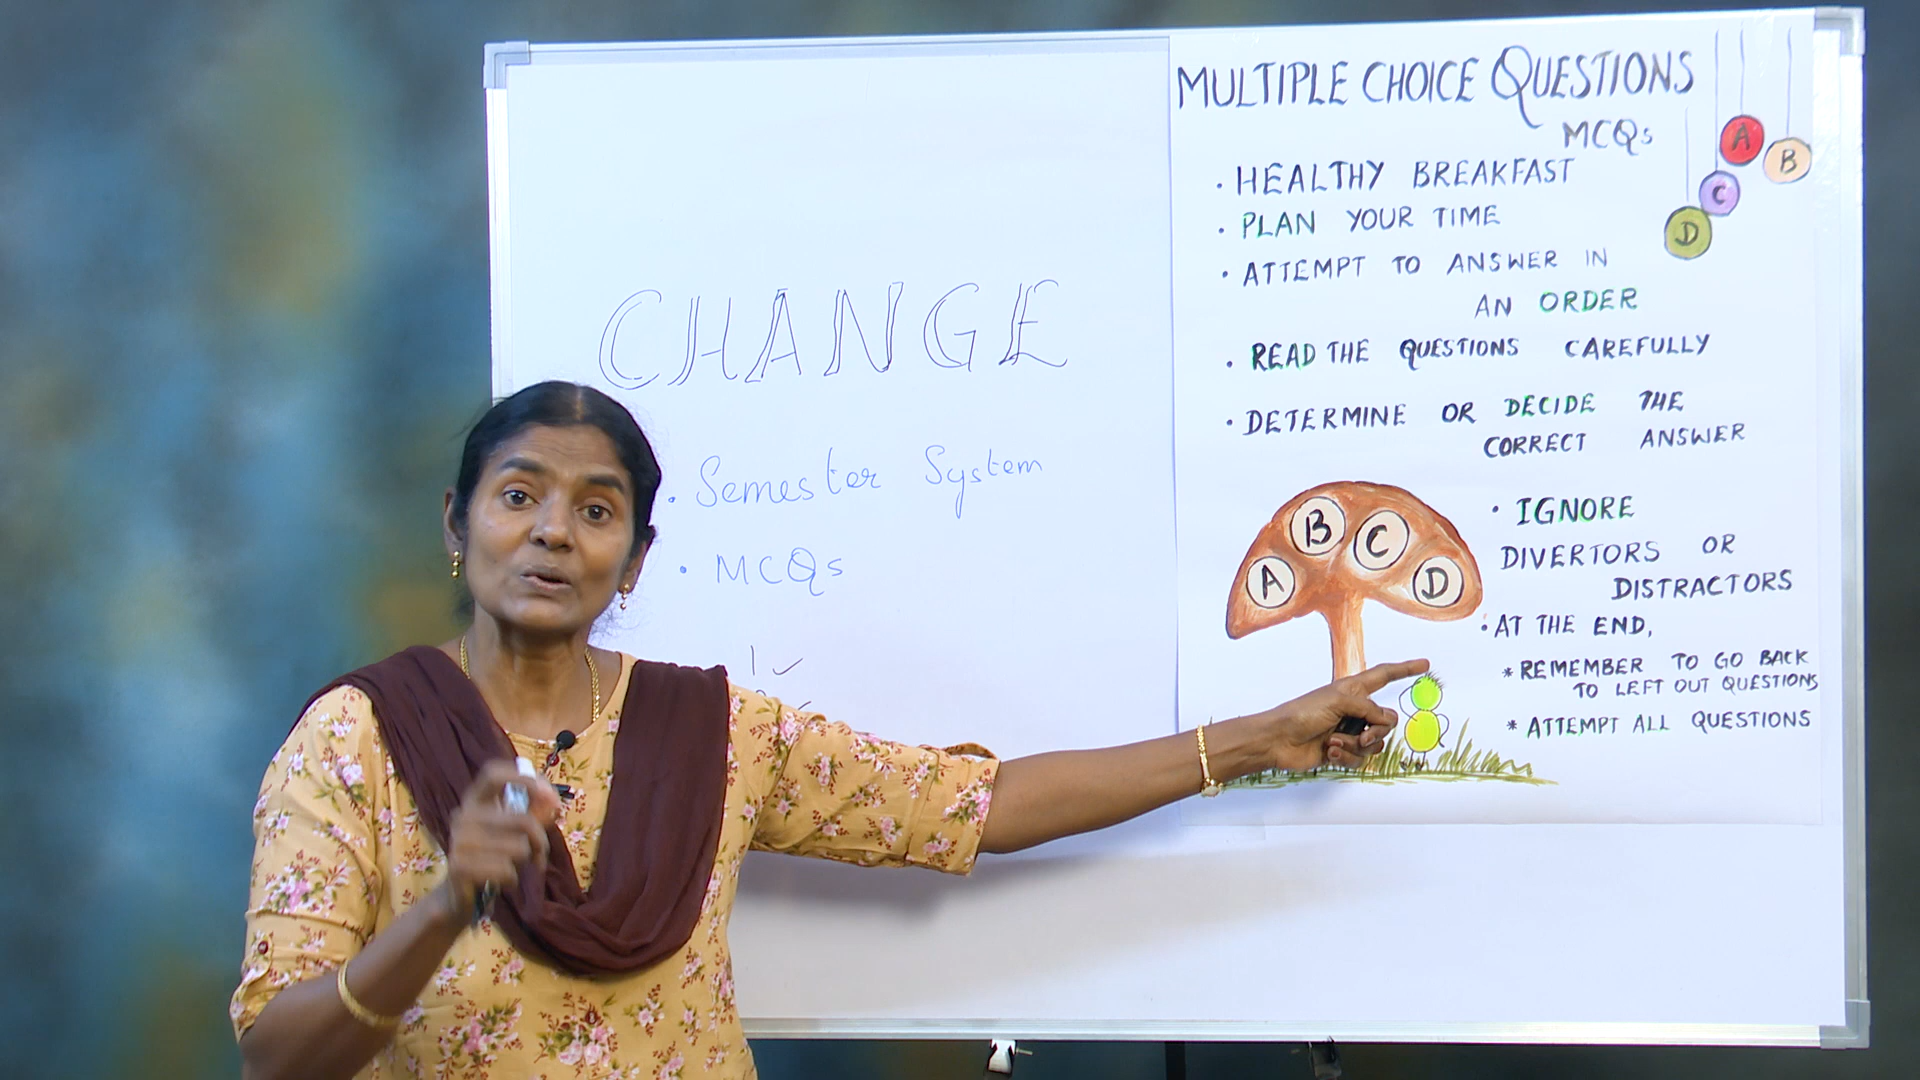 CHANGE
. Semester System
. MCQs
1 ✓
MULTIPLE CHOICE QUESTIONS
MCQs
A
B
C
D
. HEALTHY BREAKFAST
. PLAN YOUR TIME
. ATTEMPT TO ANSWER IN
AN ORDER
. READ THE QUESTIONS CAREFULLY
. DETERMINE OR DECIDE THE
CORRECT ANSWER
A B C D
. IGNORE
DIVERTORS OR
DISTRACTORS
. AT THE END,
* REMEMBER TO GO BACK
TO LEFT OUT QUESTIONS
* ATTEMPT ALL QUESTIONS